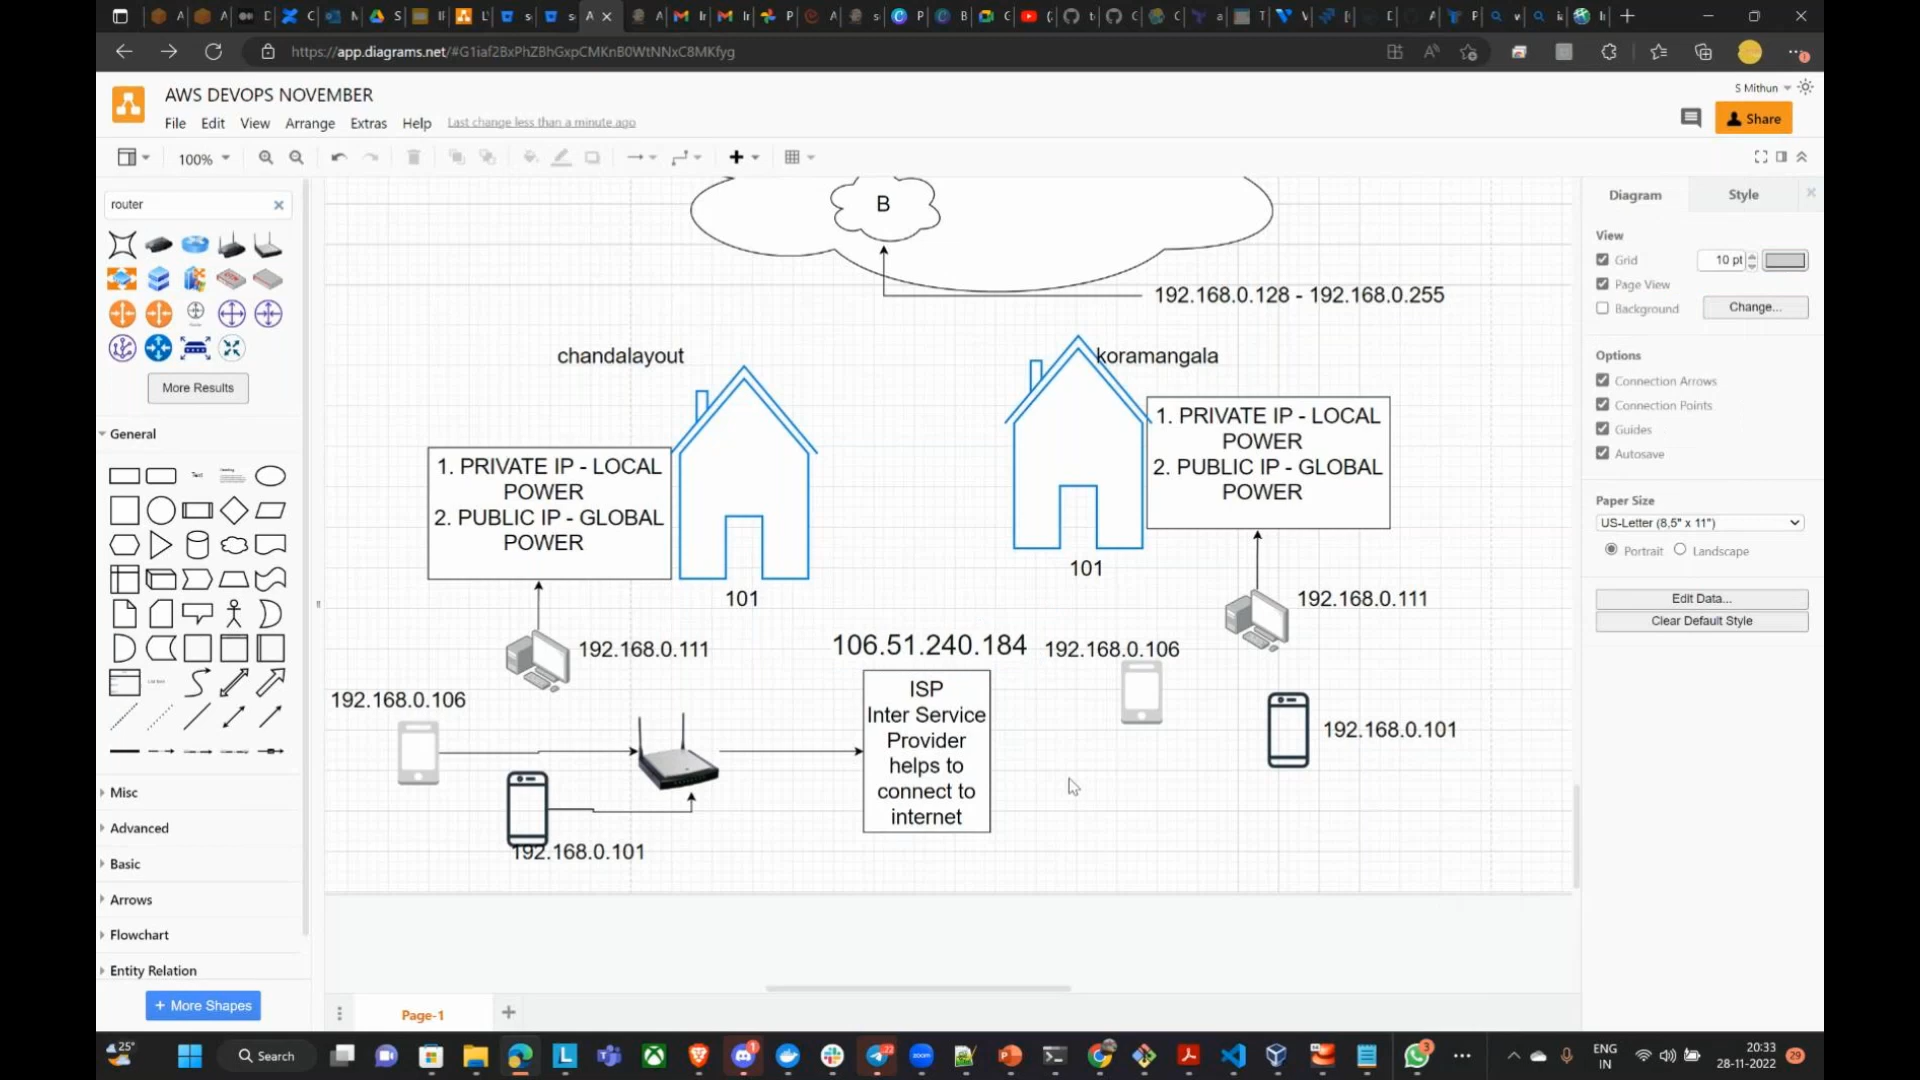 https://app.diagrams.net/#G1iaf2BxPhZBhGxpCMKnB0WtNNxC8MKfyg
AWS DEVOPS NOVEMBER
S Mithun
File Edit View Arrange Extras Help Last change less than a minute ago
Share
100%
router
More Results
General
Text
Misc
Advanced
Basic
Arrows
Flowchart
Entity Relation
+ More Shapes
B
192.168.0.128 - 192.168.0.255
chandalayout
koramangala
1. PRIVATE IP - LOCAL
POWER
2. PUBLIC IP - GLOBAL
POWER
1. PRIVATE IP - LOCAL
POWER
2. PUBLIC IP - GLOBAL
POWER
101
101
192.168.0.111
106.51.240.184
192.168.0.106
192.168.0.111
192.168.0.106
192.168.0.101
192.168.0.101
ISP
Inter Service
Provider
helps to
connect to
internet
Diagram
Style
View
Grid
10 pt
Page View
Background
Change...
Options
Connection Arrows
Connection Points
Guides
Autosave
Paper Size
US-Letter (8,5" x 11")
Portrait
Landscape
Edit Data...
Clear Default Style
Page-1
25°
Search
zoom
ENG
IN
20:33
28-11-2022
29